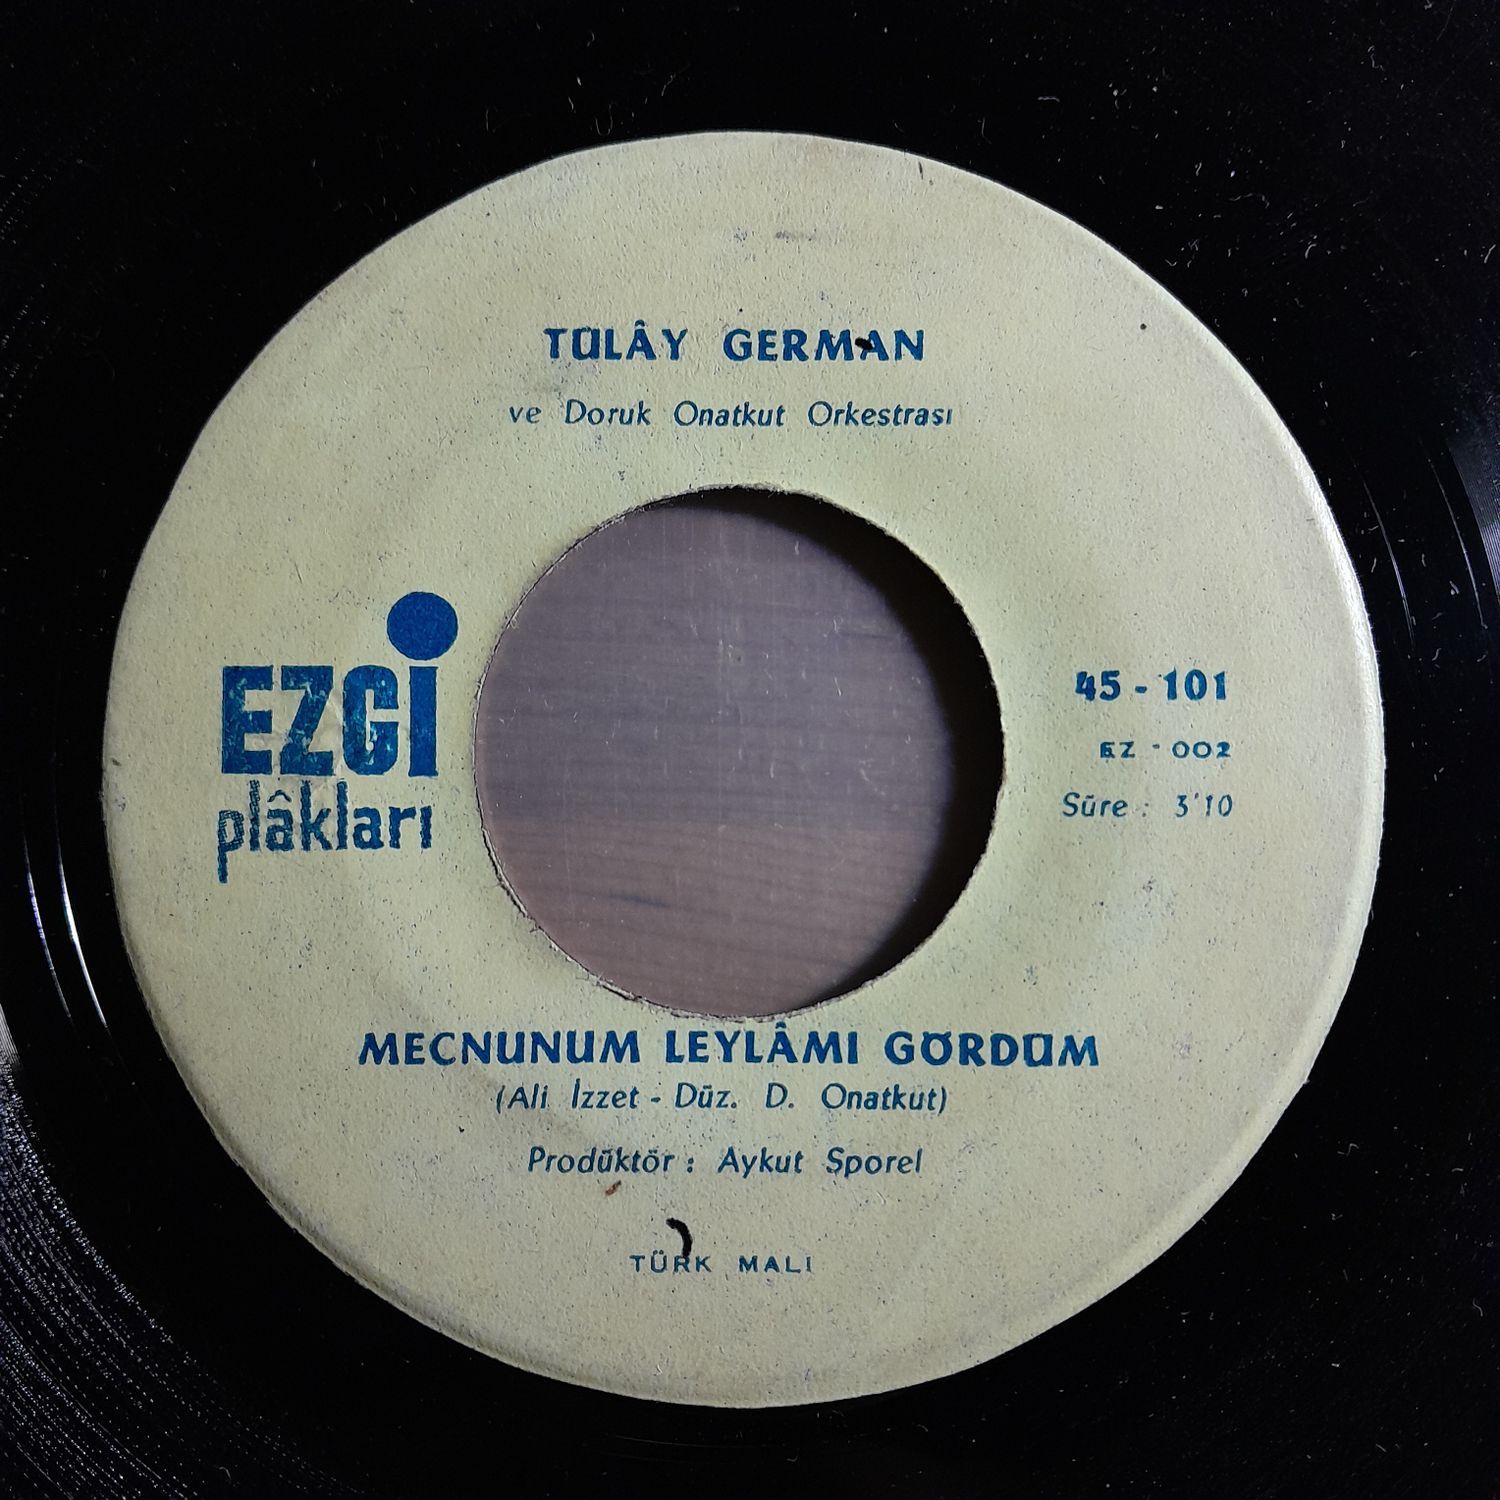 TÜLÂY GERMAN
ve Doruk Onatkut Orkestrası
EZGİ
plâkları
45 - 101
EZ - 002
Süre : 3'10
MECNUNUM LEYLÂMI GÖRDÜM
(Ali İzzet - Düz. D. Onatkut)
Prodüktör : Aykut Sporel
TÜRK MALI